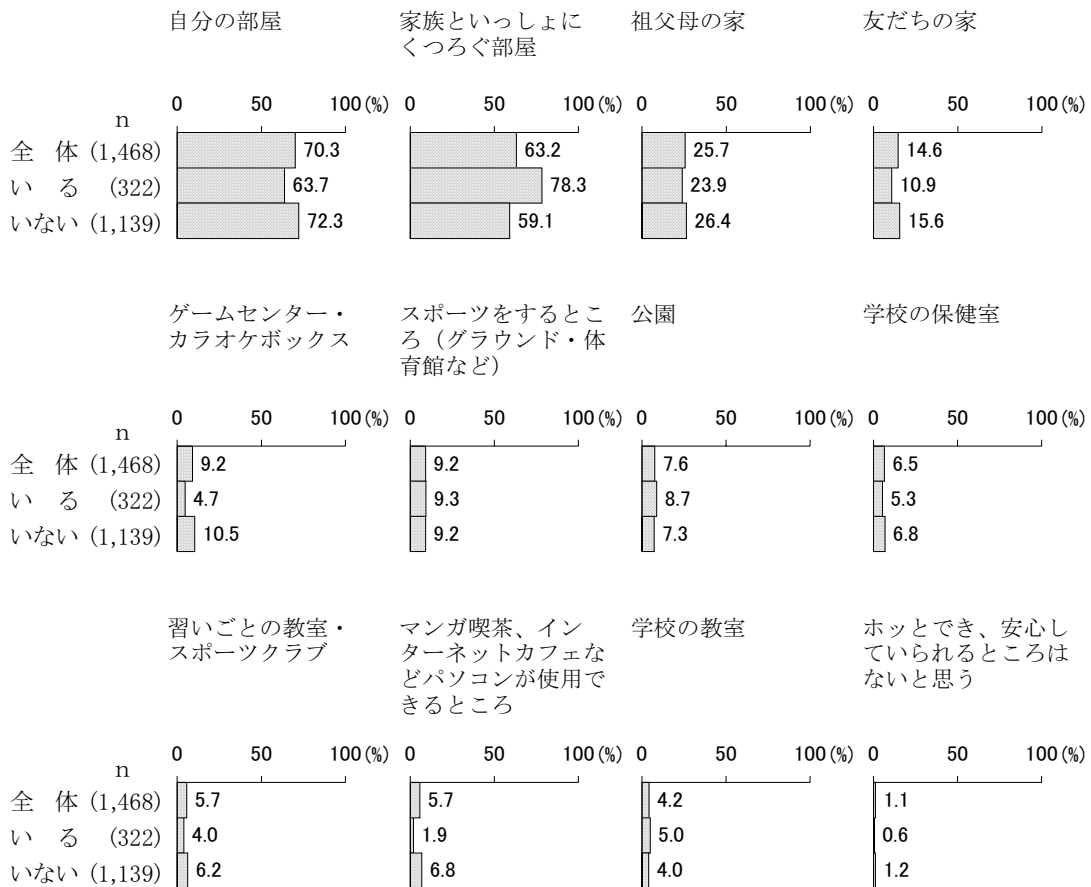 自分の部屋 家族といっしょに 祖父母の家 友だちの家
くつろぐ部屋
0 50 100(%) 0 50 100(%) 0 50 100(%) 0 50 100(%)
n
全 体 (1,468) 70.3 63.2 25.7 14.6
い る (322) 63.7 78.3 23.9 10.9
いない (1,139) 72.3 59.1 26.4 15.6
ゲームセンター・ スポーツをするとこ 公園 学校の保健室
カラオケボックス ろ（グラウンド・体
育館など）
0 50 100(%) 0 50 100(%) 0 50 100(%) 0 50 100(%)
n
全 体 (1,468) 9.2 9.2 7.6 6.5
い る (322) 4.7 9.3 8.7 5.3
いない (1,139) 10.5 9.2 7.3 6.8
習いごとの教室・ マンガ喫茶、イン 学校の教室 ホッとでき、安心し
スポーツクラブ ターネットカフェな ていられるところは
どパソコンが使用で ないと思う
きるところ
0 50 100(%) 0 50 100(%) 0 50 100(%) 0 50 100(%)
n
全 体 (1,468) 5.7 5.7 4.2 1.1
い る (322) 4.0 1.9 5.0 0.6
いない (1,139) 6.2 6.8 4.0 1.2